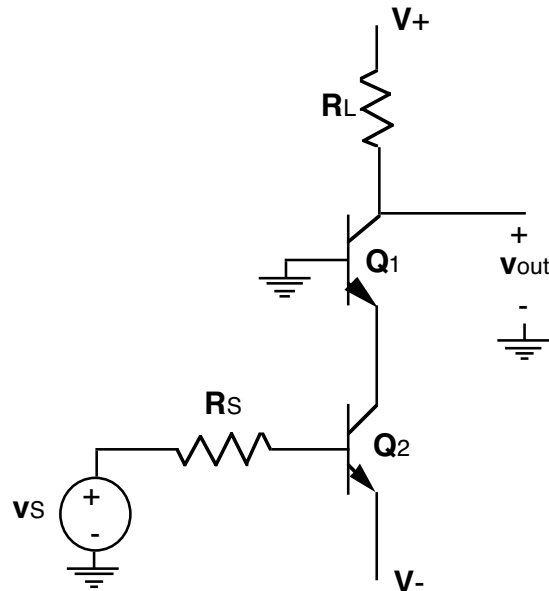 V+
RL
Q1
+
vout
-
RS
Q2
vS
+
-
V-